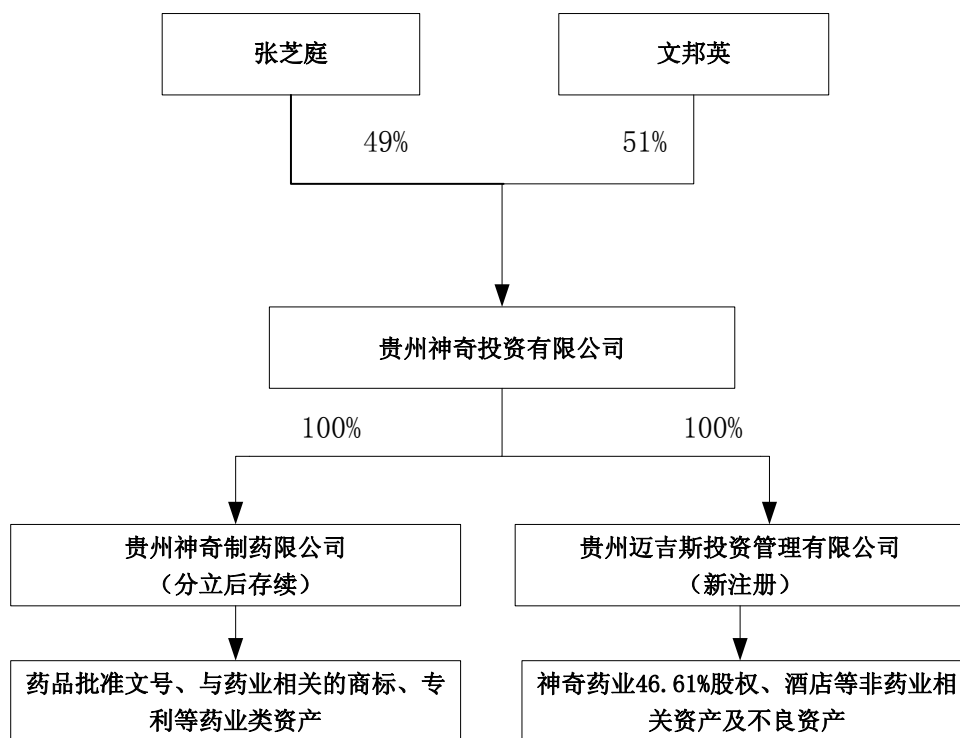 张芝庭
文邦英
49%
51%
贵州神奇投资有限公司
100%
100%
贵州神奇制药限公司
（分立后存续）
贵州迈吉斯投资管理有限公司
（新注册）
药品批准文号、与药业相关的商标、专
利等药业类资产
神奇药业46.61%股权、酒店等非药业相
关资产及不良资产